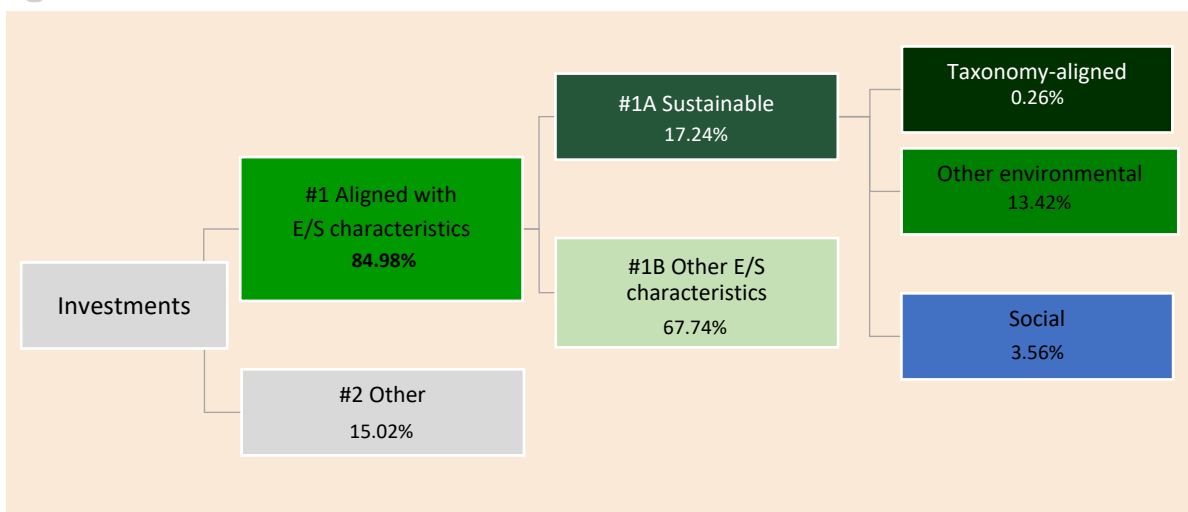 Investments
#1 Aligned with
E/S characteristics
84.98%
#2 Other
15.02%
#1A Sustainable
17.24%
#1B Other E/S
characteristics
67.74%
Taxonomy-aligned
0.26%
Other environmental
13.42%
Social
3.56%